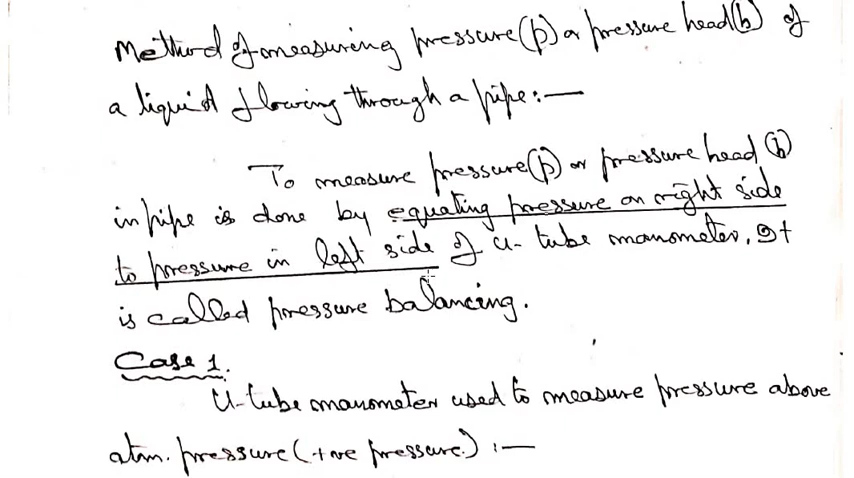 Method of measuring pressure(p) or pressure head(h) of
a liquid flowing through a pipe:—
To measure pressure(p) or pressure head (h)
in pipe is done by equating pressure on right side
to pressure in left side of U-tube manometer. It
is called pressure balancing.
Case 1.
U-tube manometer used to measure pressure above
atm. pressure (+ve pressure) :—